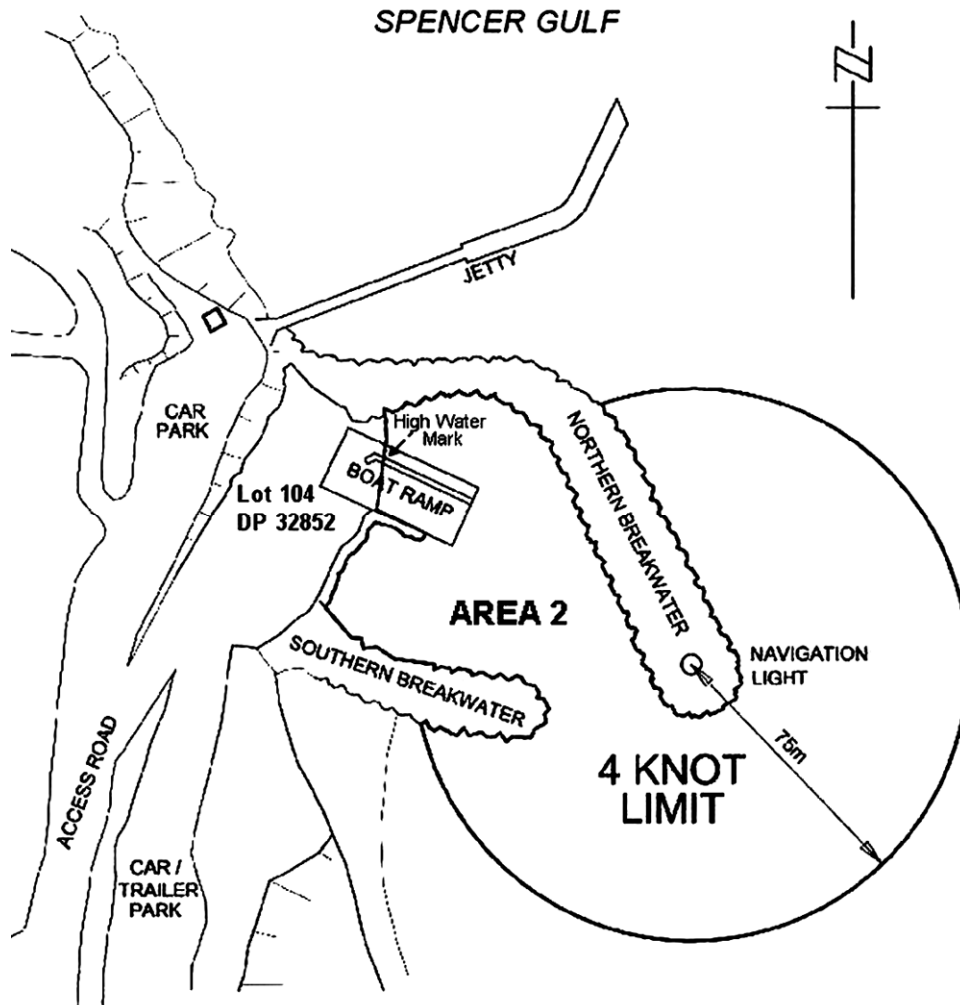 SPENCER GULF
N
JETTY
CAR
PARK
High Water
Mark
BOAT RAMP
Lot 104
DP 32852
NORTHERN BREAKWATER
AREA 2
SOUTHERN BREAKWATER
NAVIGATION
LIGHT
75m
4 KNOT
LIMIT
ACCESS ROAD
CAR /
TRAILER
PARK